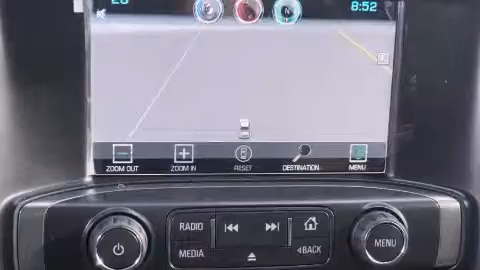 8:52
N
ZOOM OUT
ZOOM IN
RESET
DESTINATION
MENU
RADIO
MEDIA
BACK
MENU